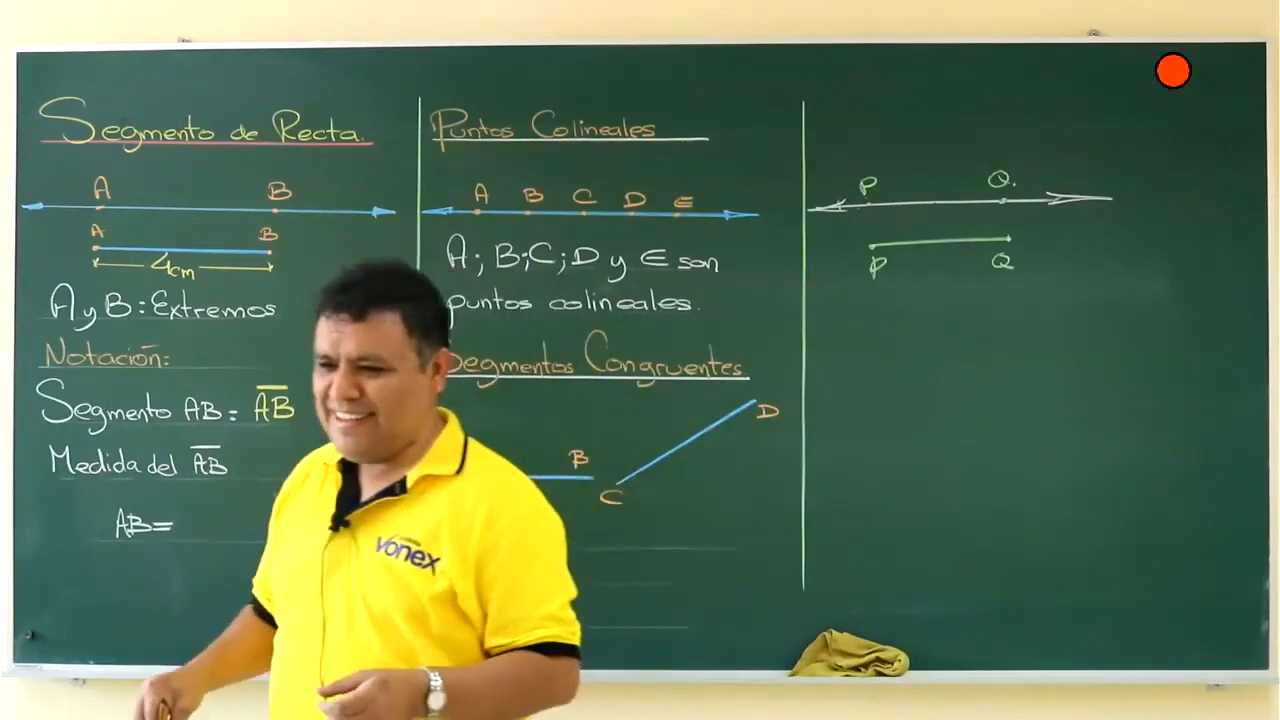 Segmento de Recta.
A B
A B
4cm
A y B : Extremos
Notación:
Segmento AB = AB
Medida del AB
AB =
Puntos Colineales
A B C D E
A; B; C; D y E son
puntos colineales.
Segmentos Congruentes
B
C
D
P Q.
P Q
vonex